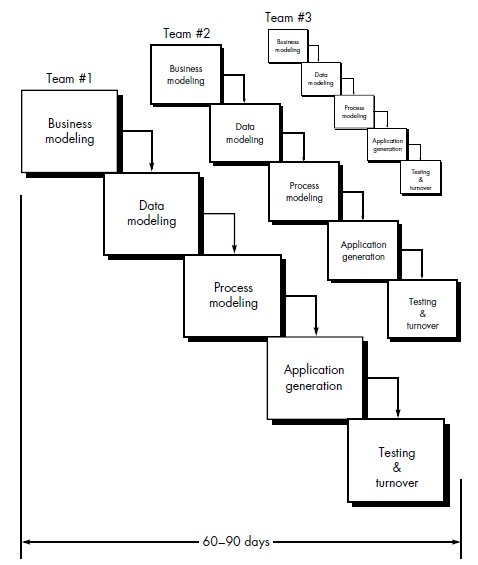 Team #1
Business
modeling
Data
modeling
Process
modeling
Application
generation
Testing
&
turnover
Team #2
Business
modeling
Data
modeling
Process
modeling
Application
generation
Testing
&
turnover
Team #3
Business
modeling
Data
modeling
Process
modeling
Application
generation
Testing
&
turnover
60–90 days